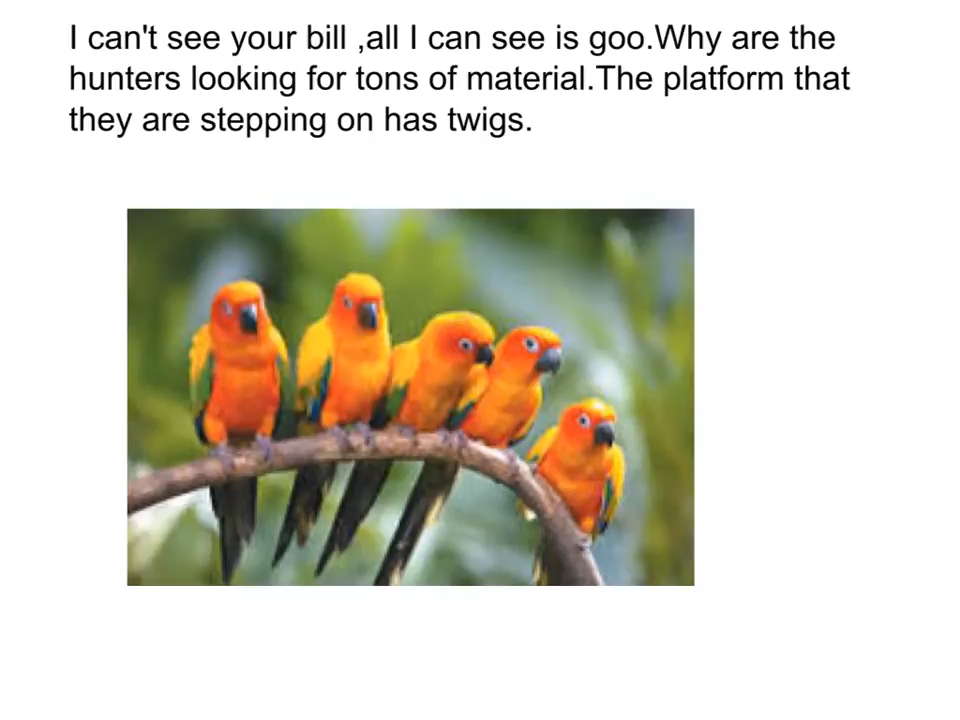 I can't see your bill ,all I can see is goo.Why are the
hunters looking for tons of material.The platform that
they are stepping on has twigs.